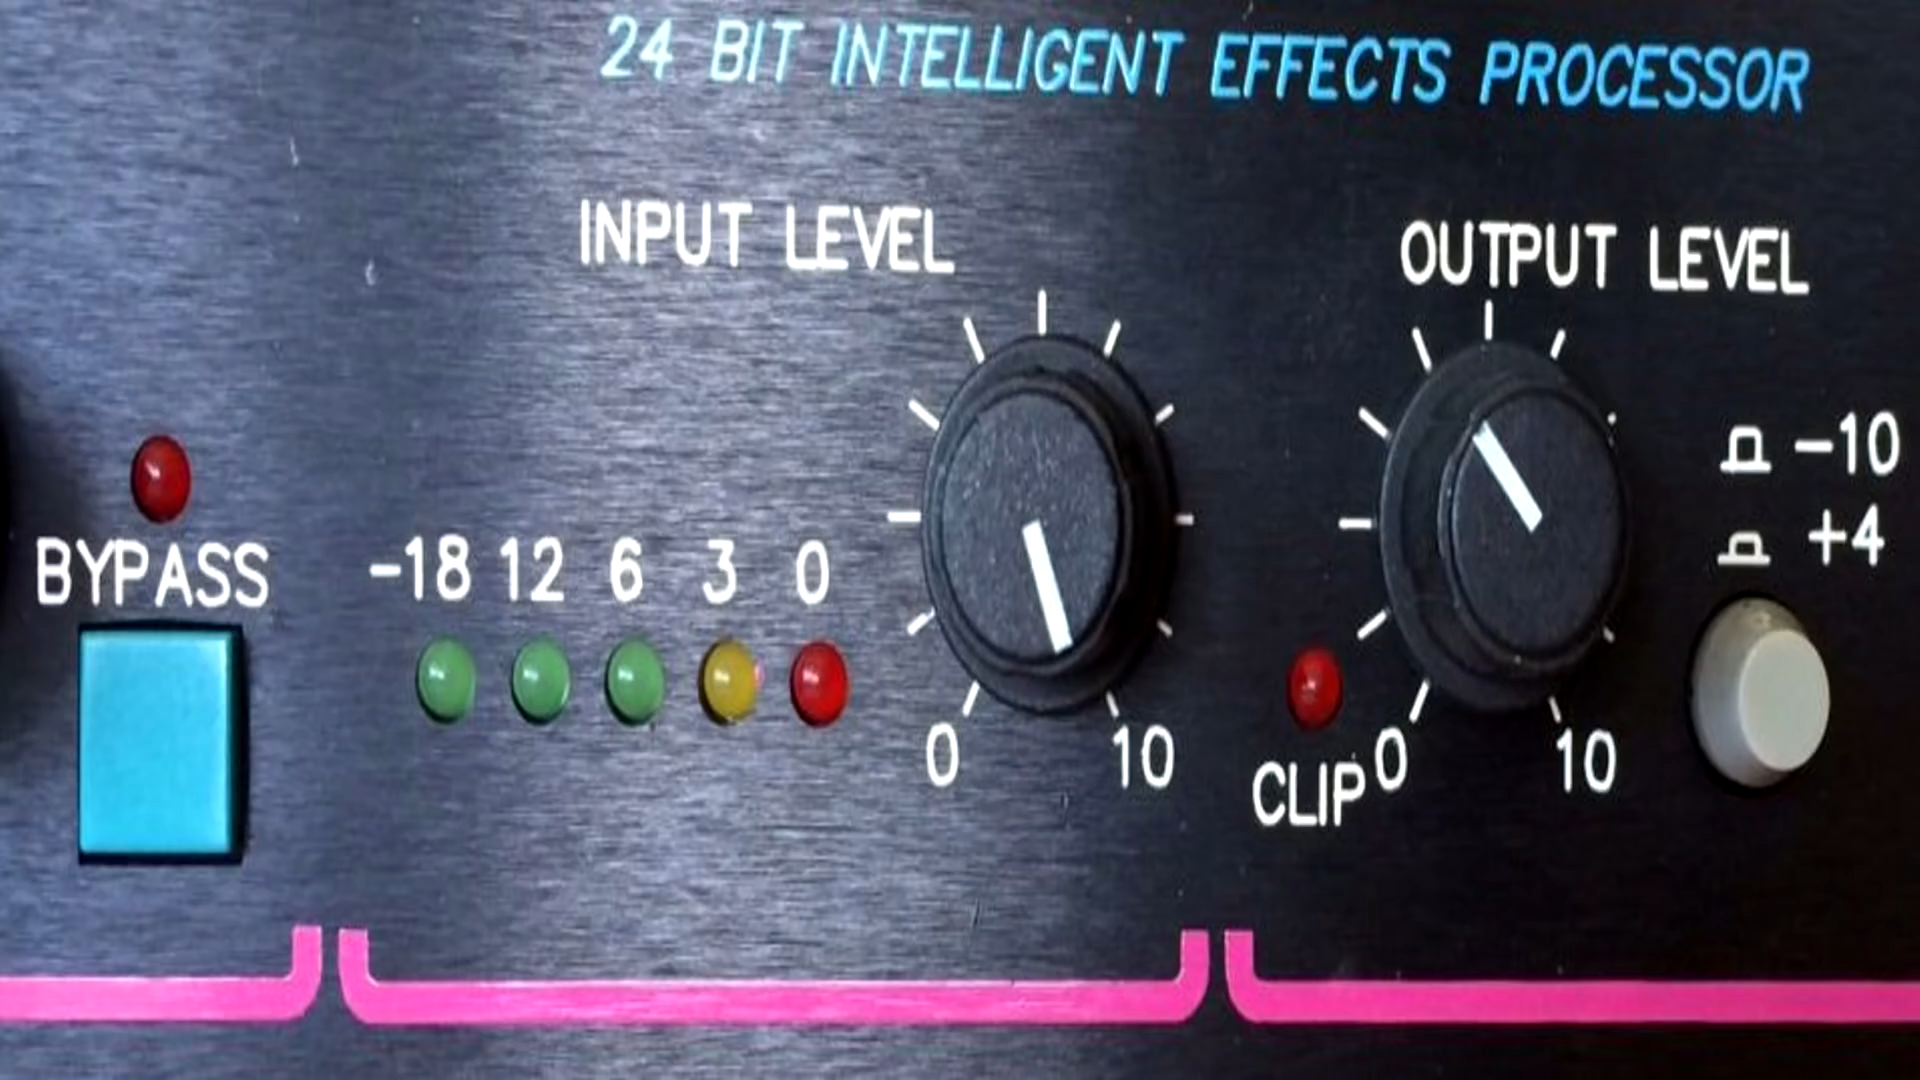 24 BIT INTELLIGENT EFFECTS PROCESSOR
INPUT LEVEL
OUTPUT LEVEL
-10
+4
BYPASS
-18 12 6 3 0
0 10
CLIP
0 10